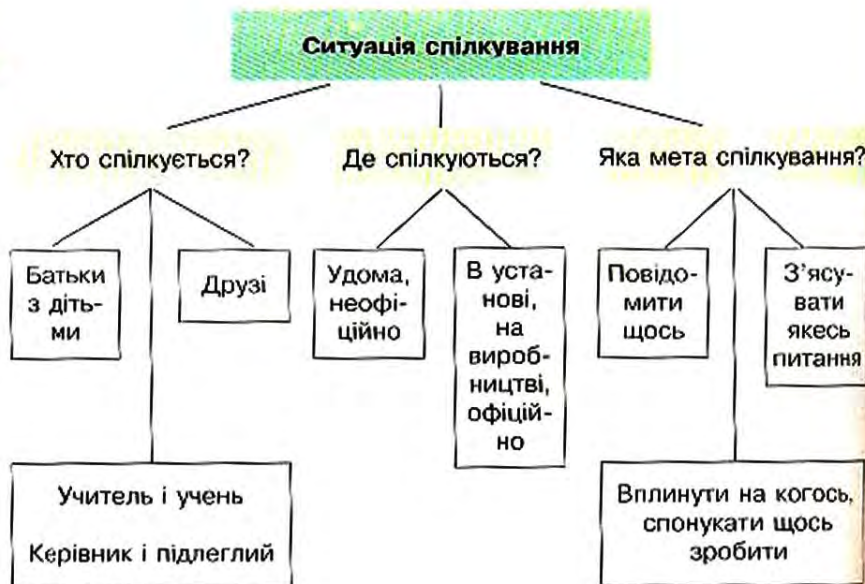 Ситуація спілкування
Хто спілкується?
Де спілкуються?
Яка мета спілкування?
Батьки
з діть-
ми
Друзі
Удома,
неофі-
ційно
В уста-
нові,
на
вироб-
ництві,
офіцій-
но
Повідо-
мити
щось
З’ясу-
вати
якесь
питання
Учитель і учень
Керівник і підлеглий
Вплинути на когось,
спонукати щось
зробити